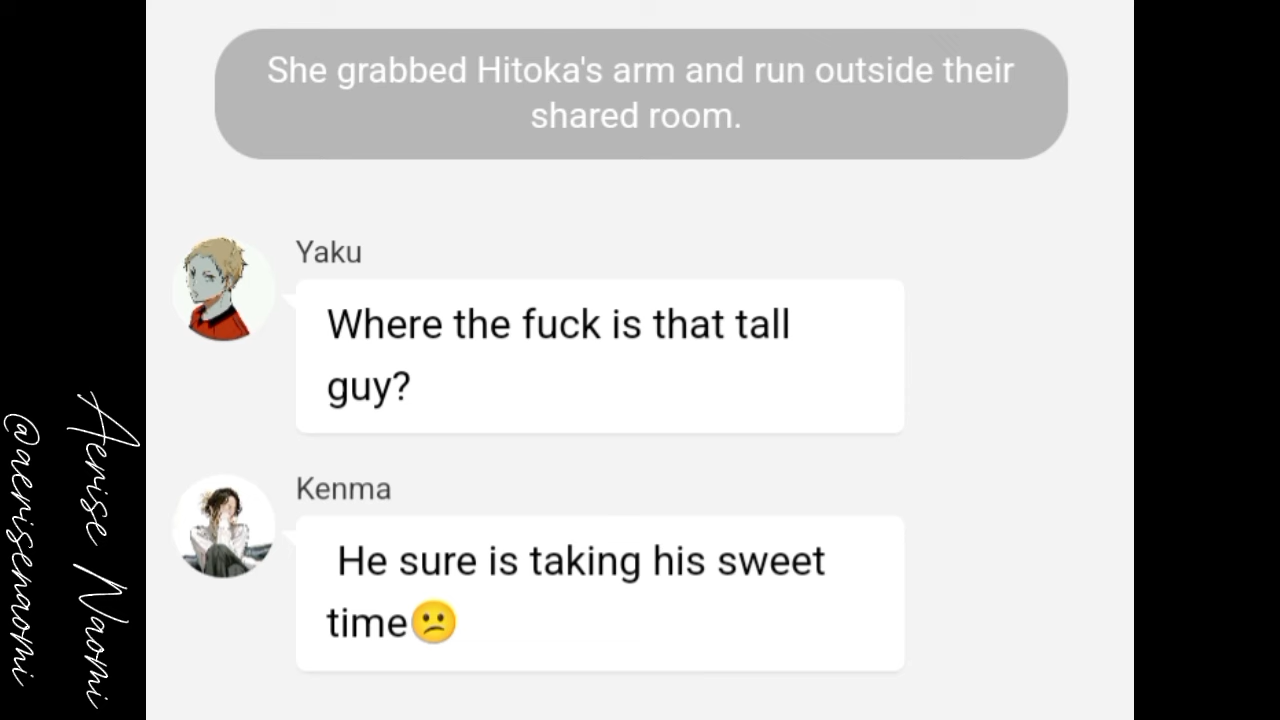 She grabbed Hitoka's arm and run outside their
shared room.
Yaku
Where the fuck is that tall
guy?
Kenma
He sure is taking his sweet
time😕
Aerise Naomi
@aerisenaomi